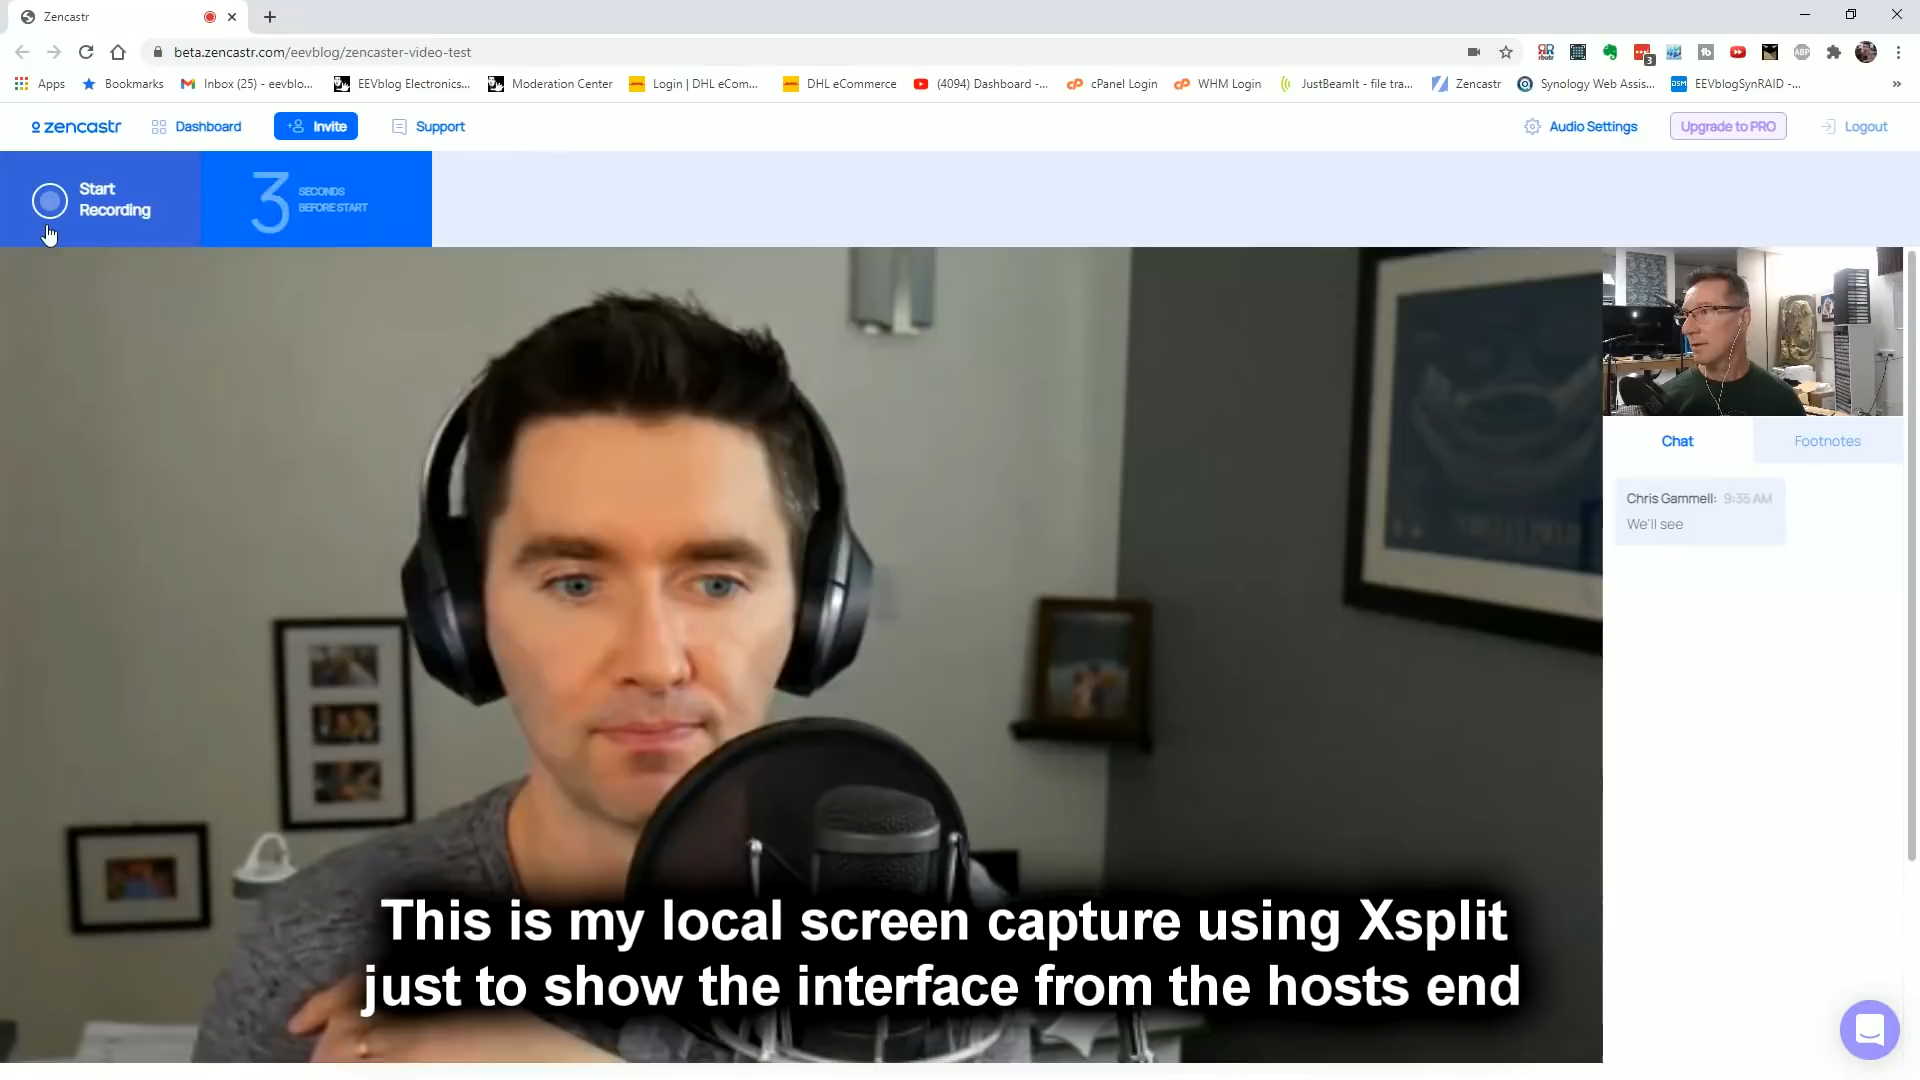 Zencastr
beta.zencastr.com/eevblog/zencaster-video-test
3
Apps Bookmarks Inbox (25) - eevblo... EEVblog Electronics... Moderation Center Login | DHL eCom... DHL eCommerce (4094) Dashboard -... cPanel Login WHM Login JustBeamIt - file tra... Zencastr Synology Web Assis... EEVblogSynRAID -... »
zencastr Dashboard Invite Support Audio Settings Upgrade to PRO Logout
Start
Recording
3 SECONDS
BEFORE START
Chat Footnotes
Chris Gammell: 9:35 AM
We'll see
This is my local screen capture using Xsplit
just to show the interface from the hosts end